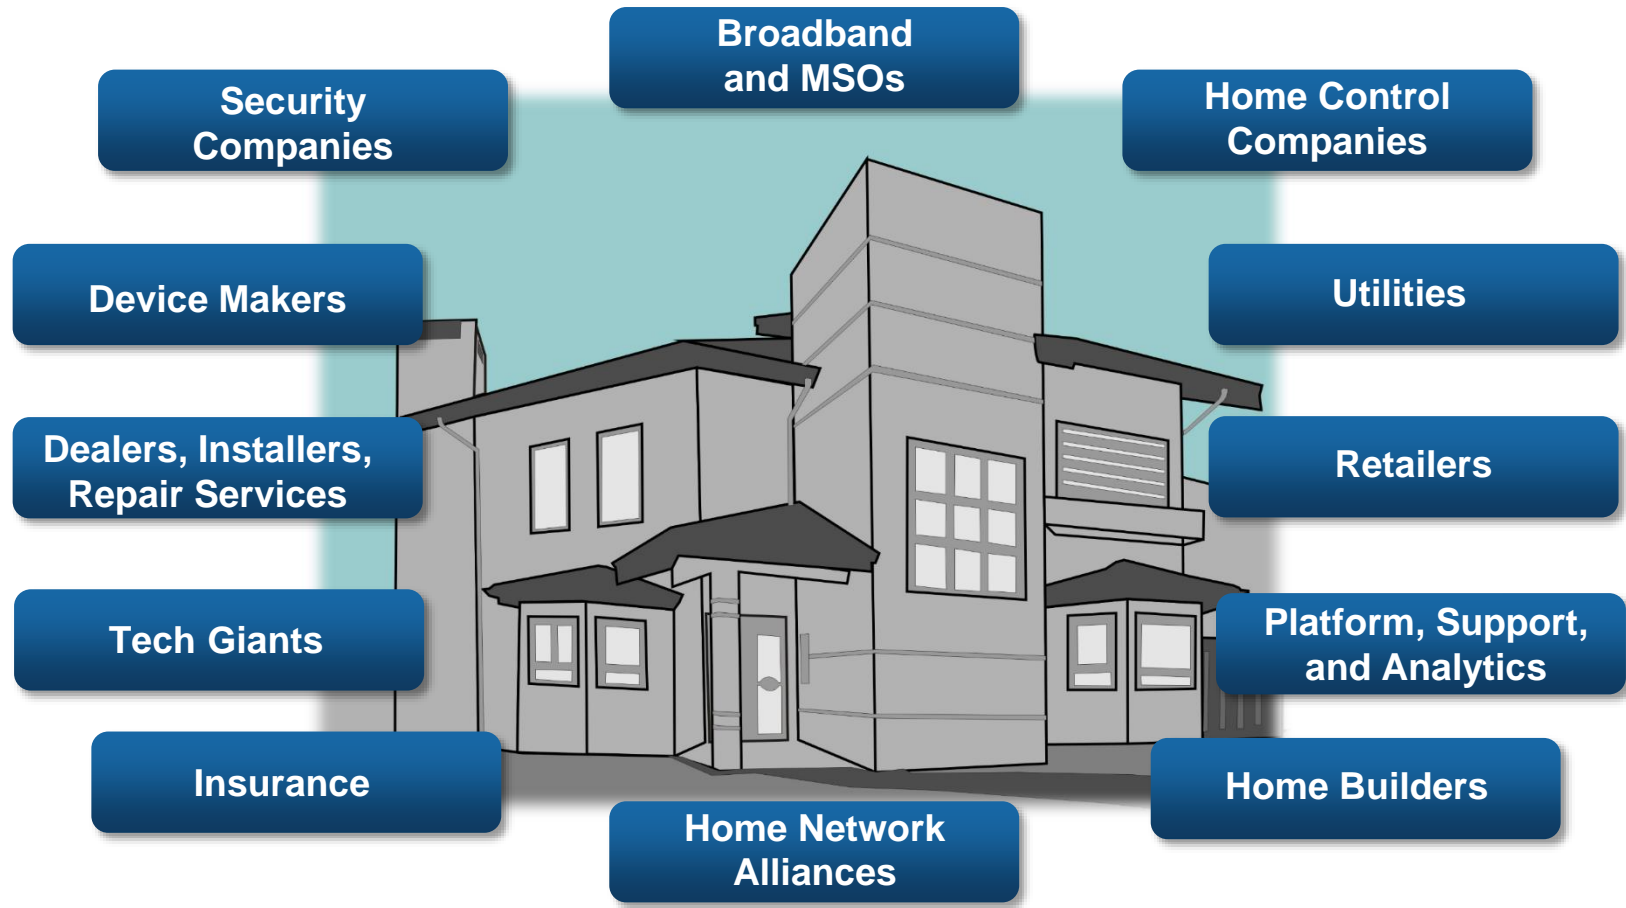 Broadband
and MSOs
Security
Companies
Home Control
Companies
Device Makers
Utilities
Dealers, Installers,
Repair Services
Retailers
Tech Giants
Platform, Support,
and Analytics
Insurance
Home Builders
Home Network
Alliances